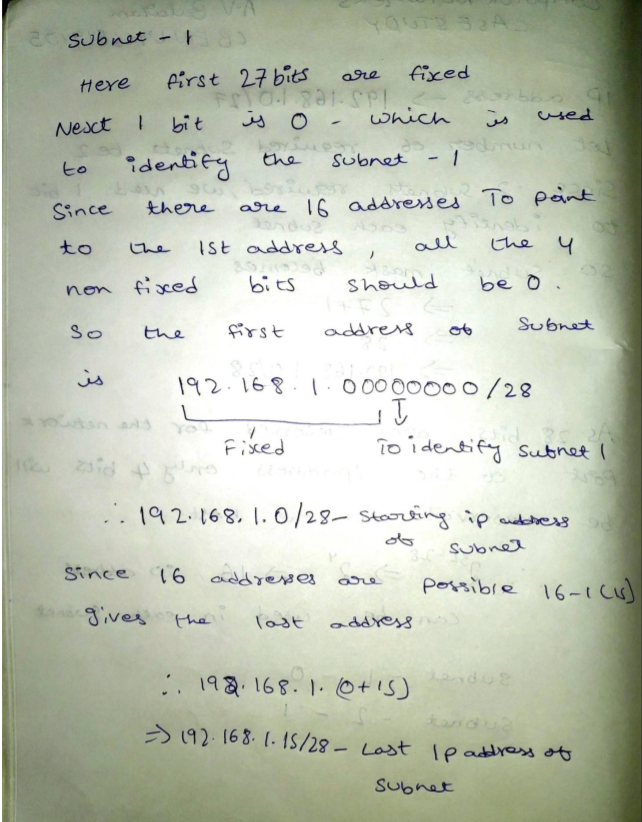 Subnet - 1
Here first 27 bits are fixed
Next 1 bit is 0 - which is used
to identify the subnet - 1
Since there are 16 addresses To point
to the 1st address, all the 4
non fixed bits should be 0.
So the first address of Subnet
is 192.168.1.00000000/28
Fixed To identify subnet 1
∴ 192.168.1.0/28 - Starting ip address
of subnet
Since 16 addresses are possible 16-1 (15)
gives the last address
∴ 192.168.1.(0+15)
⇒ 192.168.1.15/28 - Last Ip address of
Subnet